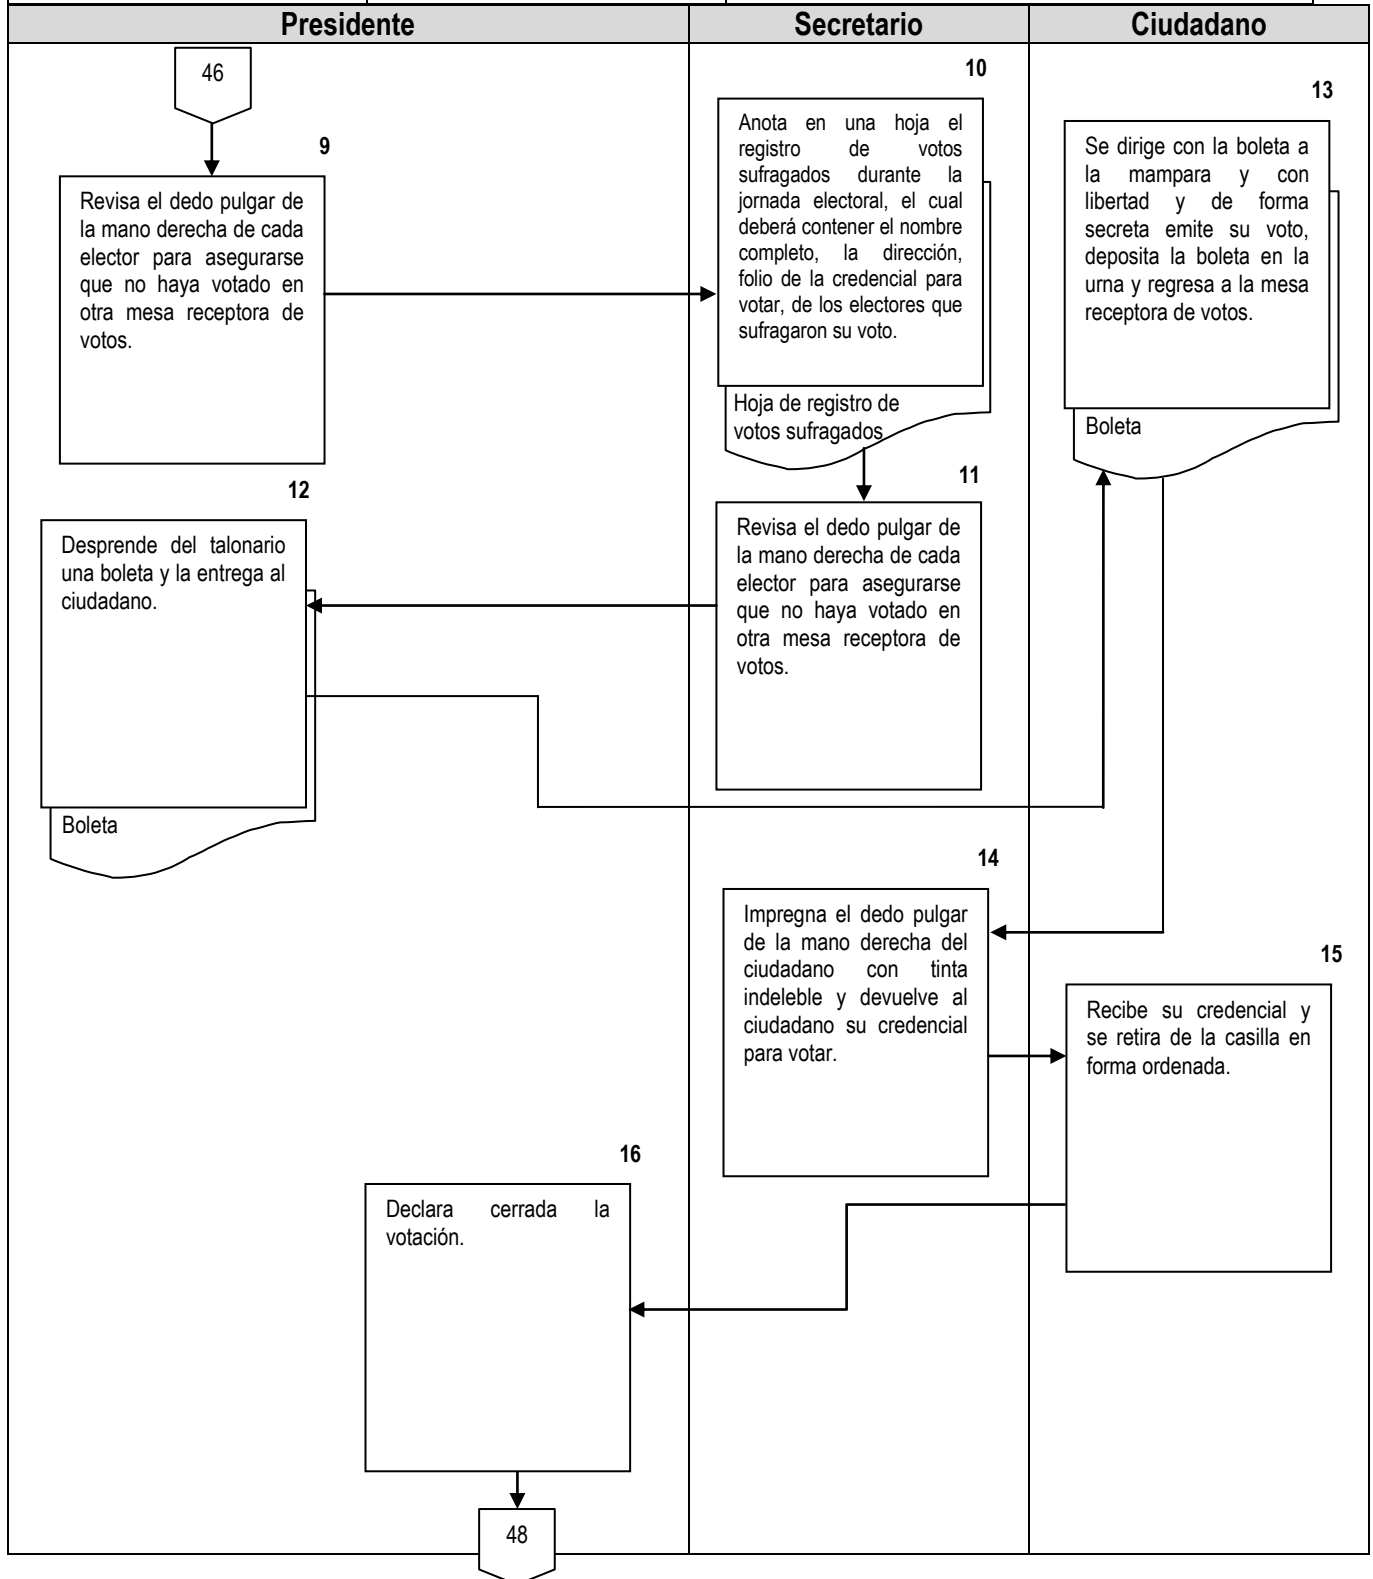 Presidente
Secretario
Ciudadano
46
9
Revisa el dedo pulgar de
la mano derecha de cada
elector para asegurarse
que no haya votado en
otra mesa receptora de
votos.
10
Anota en una hoja el
registro de votos
sufragados durante la
jornada electoral, el cual
deberá contener el nombre
completo, la dirección,
folio de la credencial para
votar, de los electores que
sufragaron su voto.
Hoja de registro de
votos sufragados
11
Revisa el dedo pulgar de
la mano derecha de cada
elector para asegurarse
que no haya votado en
otra mesa receptora de
votos.
12
Desprende del talonario
una boleta y la entrega al
ciudadano.
Boleta
13
Se dirige con la boleta a
la mampara y con
libertad y de forma
secreta emite su voto,
deposita la boleta en la
urna y regresa a la mesa
receptora de votos.
Boleta
14
Impregna el dedo pulgar
de la mano derecha del
ciudadano con tinta
indeleble y devuelve al
ciudadano su credencial
para votar.
15
Recibe su credencial y
se retira de la casilla en
forma ordenada.
16
Declara cerrada la
votación.
48